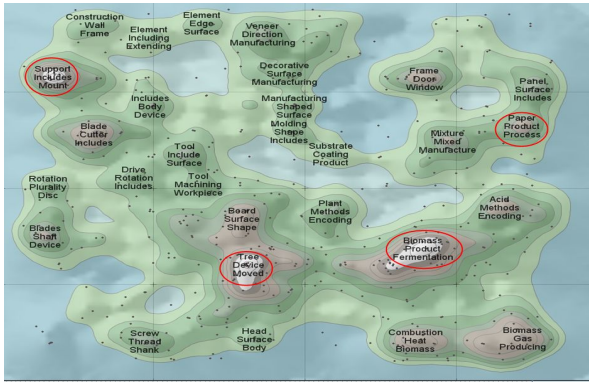 Construction
Wall
Frame
Element
Including
Extending
Element
Edge
Surface
Veneer
Direction
Manufacturing
Support
Includes
Mount
Includes
Body
Device
Decorative
Surface
Manufacturing
Manufacturing
Shaped
Surface
Molding
Shape
Includes
Frame
Door
Window
Panel
Surface
Includes
Paper
Product
Process
Blade
Cutter
Includes
Tool
Include
Surface
Substrate
Coating
Product
Mixture
Mixed
Manufacture
Rotation
Plurality
Disc
Drive
Rotation
Includes
Tool
Machining
Workpiece
Blades
Shaft
Device
Board
Surface
Shape
Plant
Methods
Encoding
Acid
Methods
Encoding
Tree
Device
Moved
Biomass
Product
Fermentation
Screw
Thread
Shank
Head
Surface
Body
Combustion
Heat
Biomass
Biomass
Gas
Producing